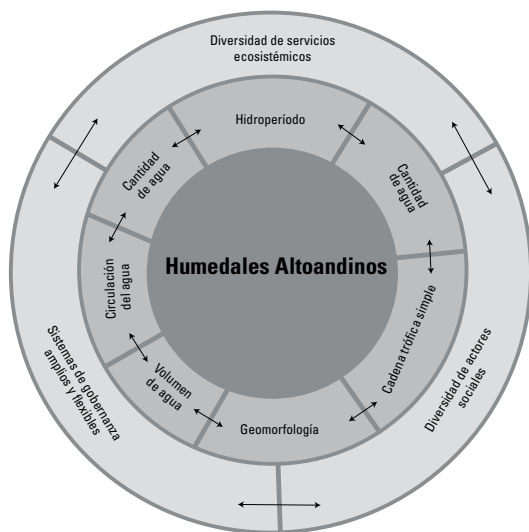 Diversidad de servicios
ecosistémicos
Hidroperíodo
Cantidad
de agua
Cantidad
de agua
Humedales Altoandinos
Circulación
del agua
Cadena trófica simple
Volumen
de agua
Geomorfología
Sistemas de gobernanza
amplios y flexibles
Diversidad de actores
sociales